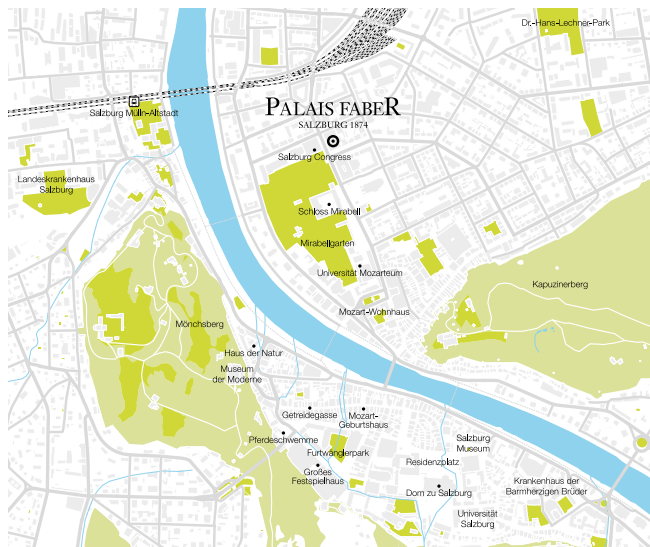 Dr.-Hans-Lechner-Park
PALAIS FABER
SALZBURG 1874
Salzburg Mülln-Altstadt
Salzburg Congress
Landeskrankenhaus
Salzburg
Schloss Mirabell
Mirabellgarten
Universität Mozarteum
Kapuzinerberg
Mozart-Wohnhaus
Mönchsberg
Haus der Natur
Museum
der Moderne
Getreidegasse
Mozart-
Geburtshaus
Pferdeschwemme
Furtwänglerpark
Großes
Festspielhaus
Salzburg
Museum
Residenzplatz
Dom zu Salzburg
Krankenhaus der
Barmherzigen Brüder
Universität
Salzburg